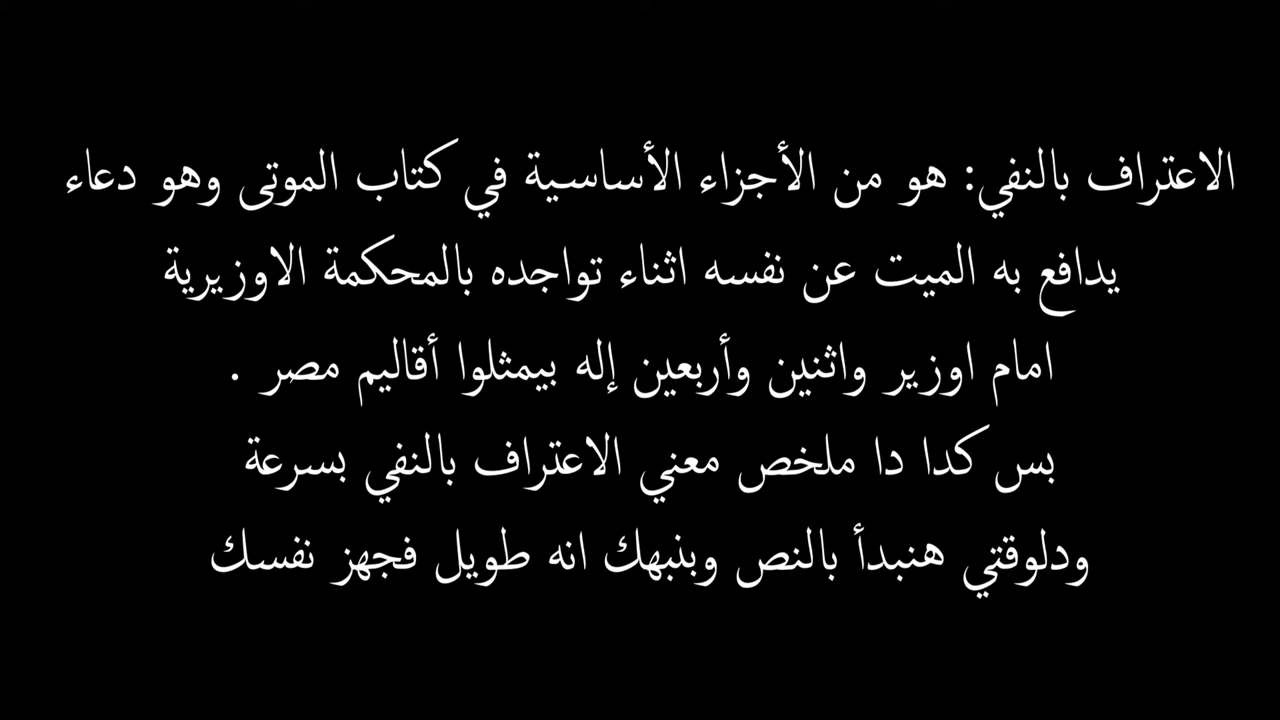 الاعتراف بالنفي: هو من الأجزاء الأساسية في كتاب الموتى وهو دعاء
يدافع به الميت عن نفسه اثناء تواجده بالمحكمة الاوزيرية
امام اوزير واثنين وأربعين إله بيمثلوا أقاليم مصر .
بس كدا دا ملخص معني الاعتراف بالنفي بسرعة
ودلوقتي هنبدأ بالنص وبنبهك انه طويل فجهز نفسك